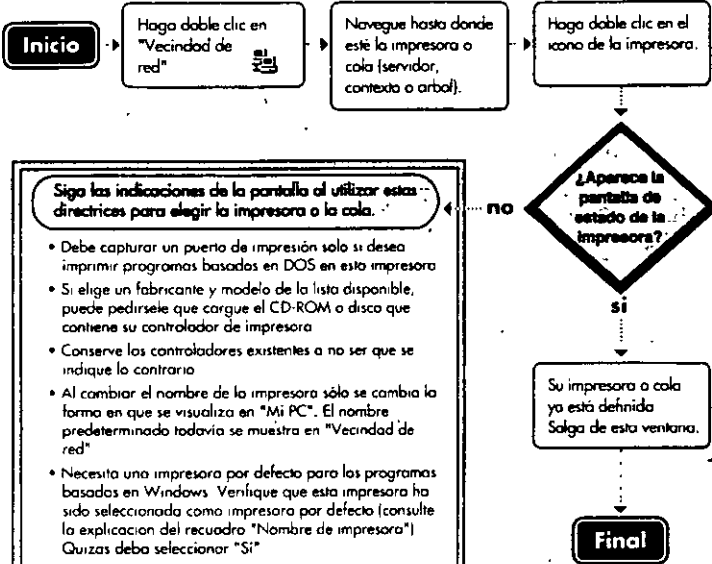 Inicio
Haga doble clic en
"Vecindad de
red"
Navegue hasta donde
esté la impresora o
cola (servidor,
contexto o arbol).
Haga doble clic en el
icono de la impresora.
¿Aparece la
pantalla de
estado de la
impresora?
no
si
Siga las indicaciones de la pantalla al utilizar estas
directrices para elegir la impresora o la cola.
• Debe capturar un puerto de impresión solo si desea
imprimir programas basados en DOS en esta impresora
• Si elige un fabricante y modelo de la lista disponible,
puede pedirsele que cargue el CD-ROM o disco que
contiene su controlador de impresora
• Conserve los controladores existentes a no ser que se
indique lo contrario
• Al cambiar el nombre de la impresora sólo se cambia la
forma en que se visualiza en "Mi PC". El nombre
predeterminado todavía se muestra en "Vecindad de
red"
• Necesita una impresora por defecto para los programas
basados en Windows Verifique que esta impresora ha
sido seleccionada como impresora por defecto (consulte
la explicacion del recuadro "Nombre de impresora")
Quizas deba seleccionar "Sí"
Su impresora o cola
ya está definida
Salga de esta ventana.
Final